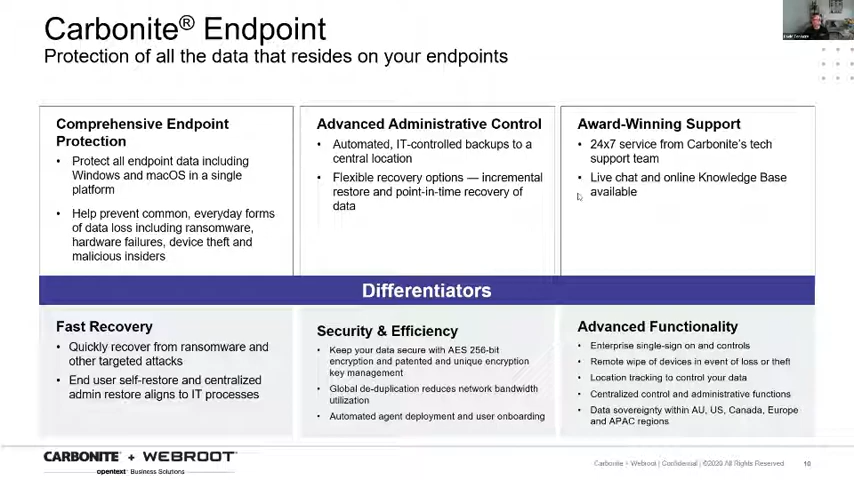 Carbonite® Endpoint
Protection of all the data that resides on your endpoints
Comprehensive Endpoint
Protection
• Protect all endpoint data including
Windows and macOS in a single
platform
• Help prevent common, everyday forms
of data loss including ransomware,
hardware failures, device theft and
malicious insiders
Advanced Administrative Control
• Automated, IT-controlled backups to a
central location
• Flexible recovery options — incremental
restore and point-in-time recovery of
data
Award-Winning Support
• 24x7 service from Carbonite's tech
support team
• Live chat and online Knowledge Base
available
Differentiators
Fast Recovery
• Quickly recover from ransomware and
other targeted attacks
• End user self-restore and centralized
admin restore aligns to IT processes
Security & Efficiency
• Keep your data secure with AES 256-bit
encryption and patented and unique encryption
key management
• Global de-duplication reduces network bandwidth
utilization
• Automated agent deployment and user onboarding
Advanced Functionality
• Enterprise single-sign on and controls
• Remote wipe of devices in event of loss or theft
• Location tracking to control your data
• Centralized control and administrative functions
• Data sovereignty within AU, US, Canada, Europe
and APAC regions
CARBONITE + WEBROOT
opentext Business Solutions
Carbonite + Webroot | Confidential | ©2020 All Rights Reserved 10